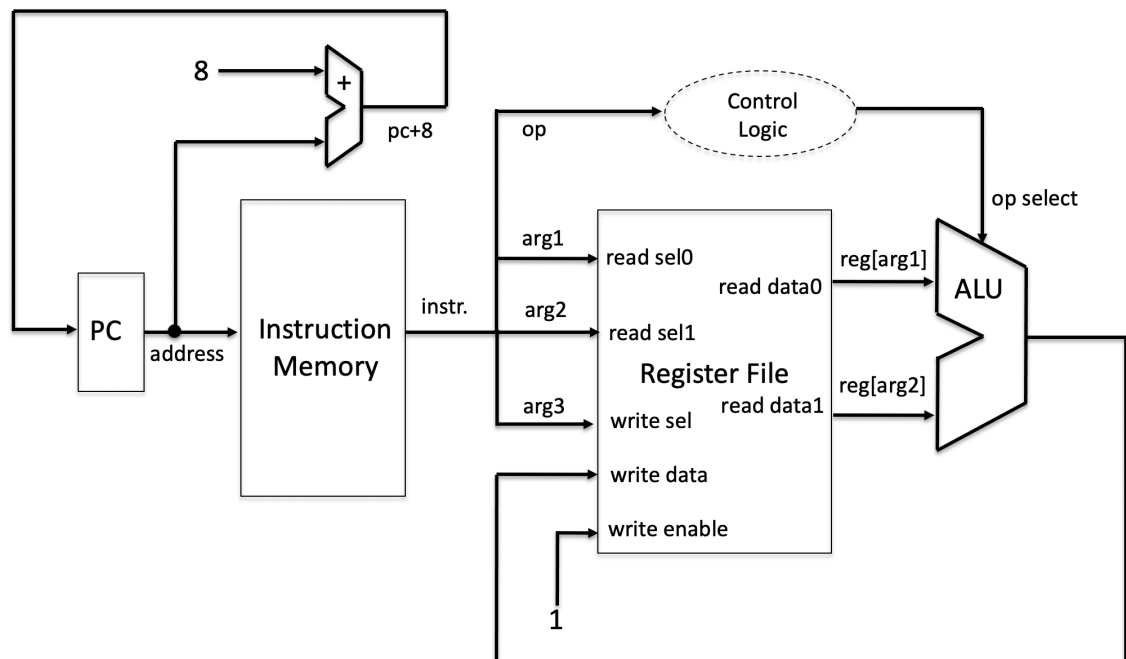 8
+
pc+8
op
Control
Logic
op select
arg1
read sel0
reg[arg1]
read data0
ALU
PC
address
Instruction
Memory
instr.
arg2
read sel1
Register File
reg[arg2]
read data1
arg3
write sel
write data
write enable
1